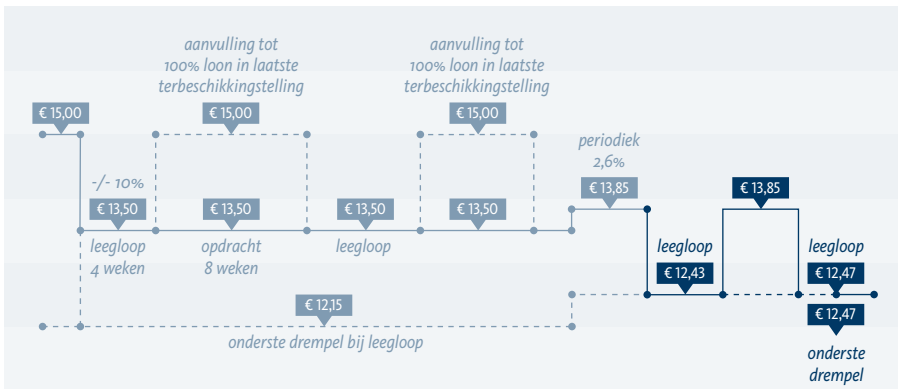 aanvulling tot
100% loon in laatste
terbeschikkingstelling
aanvulling tot
100% loon in laatste
terbeschikkingstelling
€ 15,00
€ 15,00
€ 15,00
periodiek
2,6%
-/- 10%
€ 13,85
€ 13,85
€ 13,50
€ 13,50
€ 13,50
€ 13,50
leegloop
4 weken
opdracht
8 weken
leegloop
leegloop
leegloop
€ 12,43
€ 12,47
€ 12,15
€ 12,47
onderste drempel bij leegloop
onderste
drempel